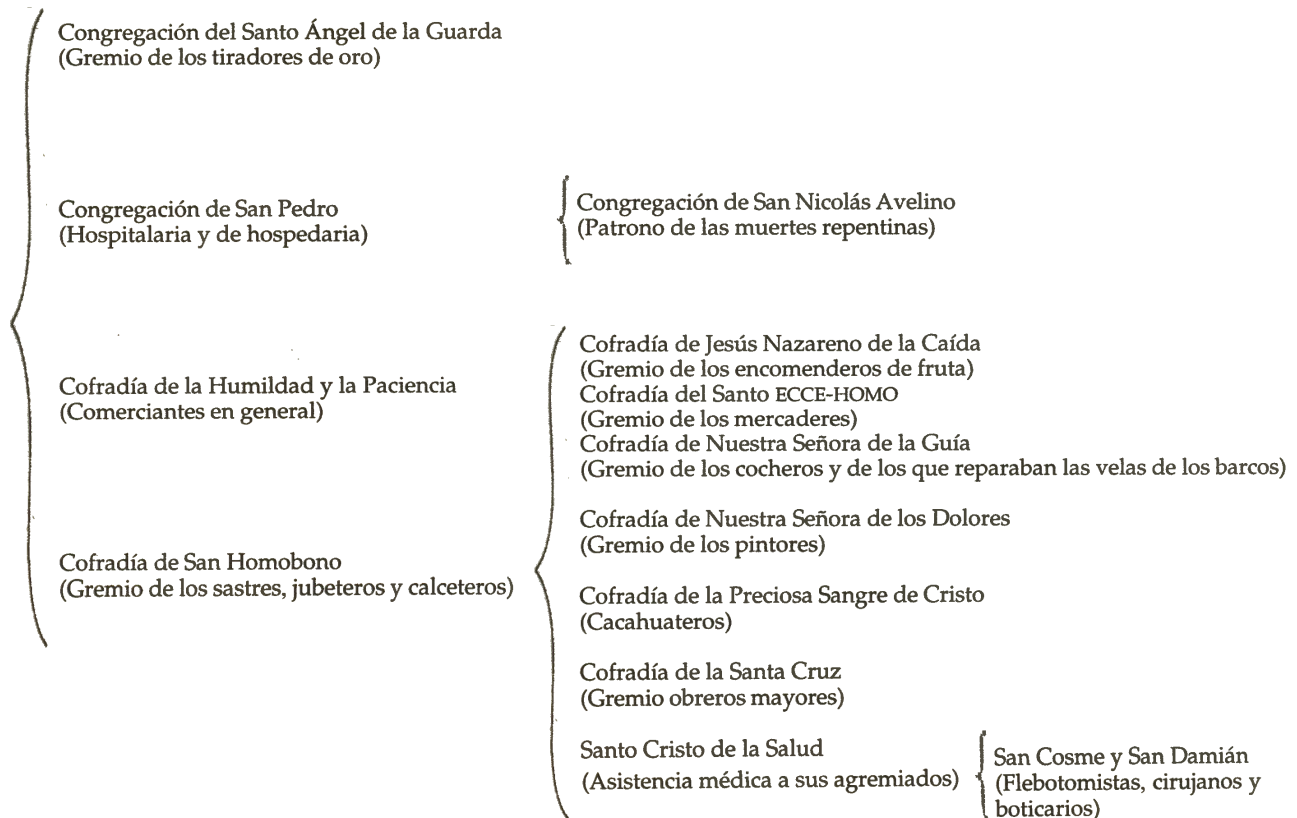 Congregación del Santo Ángel de la Guarda
(Gremio de los tiradores de oro)
Congregación de San Pedro
(Hospitalaria y de hospedaria)
Congregación de San Nicolás Avelino
(Patrono de las muertes repentinas)
Cofradía de la Humildad y la Paciencia
(Comerciantes en general)
Cofradía de San Homobono
(Gremio de los sastres, jubeteros y calceteros)
Cofradía de Jesús Nazareno de la Caída
(Gremio de los encomenderos de fruta)
Cofradía del Santo ECCE-HOMO
(Gremio de los mercaderes)
Cofradía de Nuestra Señora de la Guía
(Gremio de los cocheros y de los que reparaban las velas de los barcos)
Cofradía de Nuestra Señora de los Dolores
(Gremio de los pintores)
Cofradía de la Preciosa Sangre de Cristo
(Cacahuateros)
Cofradía de la Santa Cruz
(Gremio obreros mayores)
Santo Cristo de la Salud
(Asistencia médica a sus agremiados)
San Cosme y San Damián
(Flebotomistas, cirujanos y
boticarios)